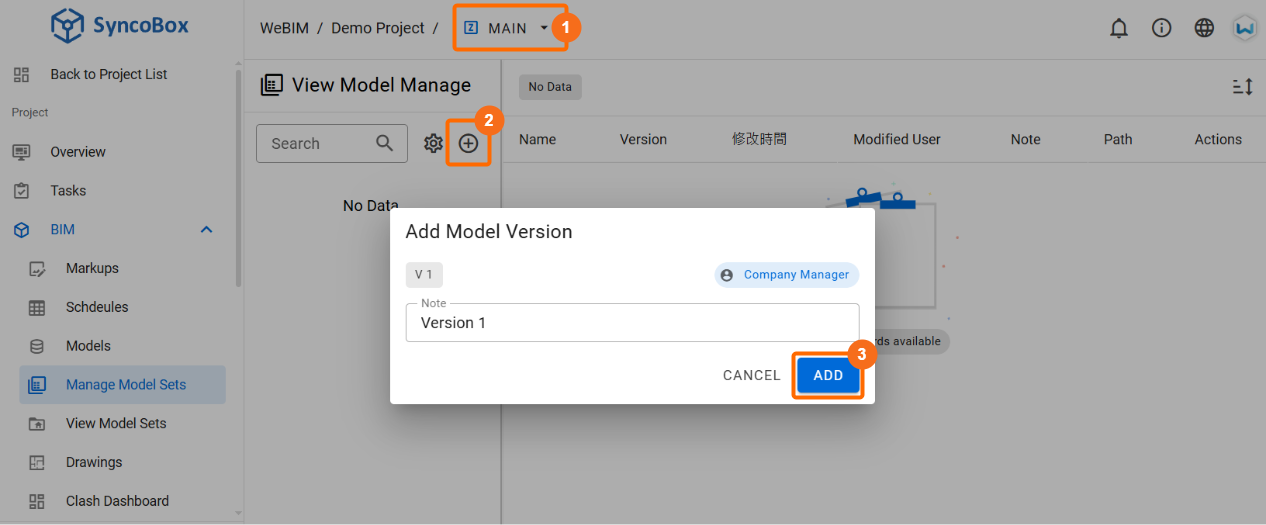 SyncoBox
WeBIM / Demo Project / MAIN
1
Back to Project List
Project
Overview
Tasks
BIM
Markups
Schdeules
Models
Manage Model Sets
View Model Sets
Drawings
Clash Dashboard
View Model Manage
Search
2
No Data
No Data
Name Version 修改時間 Modified User Note Path Actions
rds available
Add Model Version
V 1
Company Manager
Note
Version 1
CANCEL
ADD
3